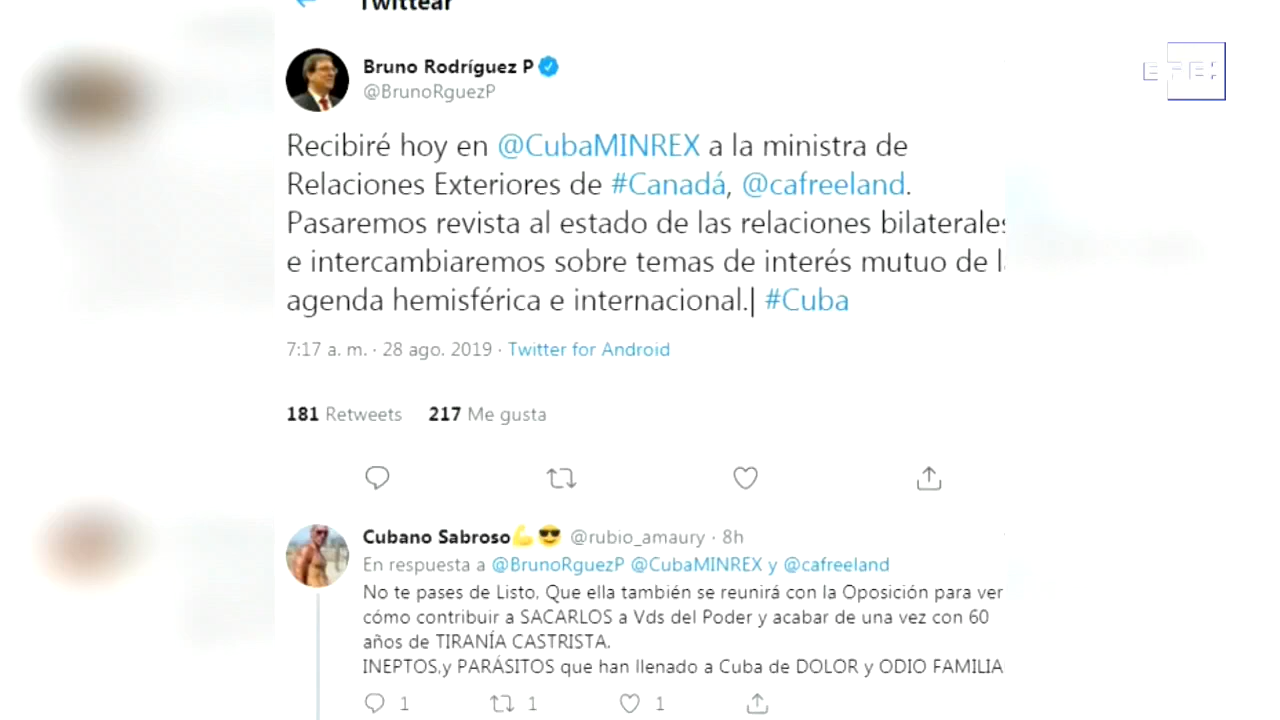 Twittear
Bruno Rodríguez P
@BrunoRguezP
EFE:
Recibiré hoy en @CubaMINREX a la ministra de
Relaciones Exteriores de #Canadá, @cafreeland.
Pasaremos revista al estado de las relaciones bilaterales
e intercambiaremos sobre temas de interés mutuo de l
agenda hemisférica e internacional.| #Cuba
7:17 a. m. · 28 ago. 2019 · Twitter for Android
181 Retweets 217 Me gusta
Cubano Sabroso💪😎 @rubio_amaury · 8h
En respuesta a @BrunoRguezP @CubaMINREX y @cafreeland
No te pases de Listo, Que ella también se reunirá con la Oposición para ver
cómo contribuir a SACARLOS a Vds del Poder y acabar de una vez con 60
años de TIRANÍA CASTRISTA.
INEPTOS,y PARÁSITOS que han llenado a Cuba de DOLOR y ODIO FAMILIA
1 1 1